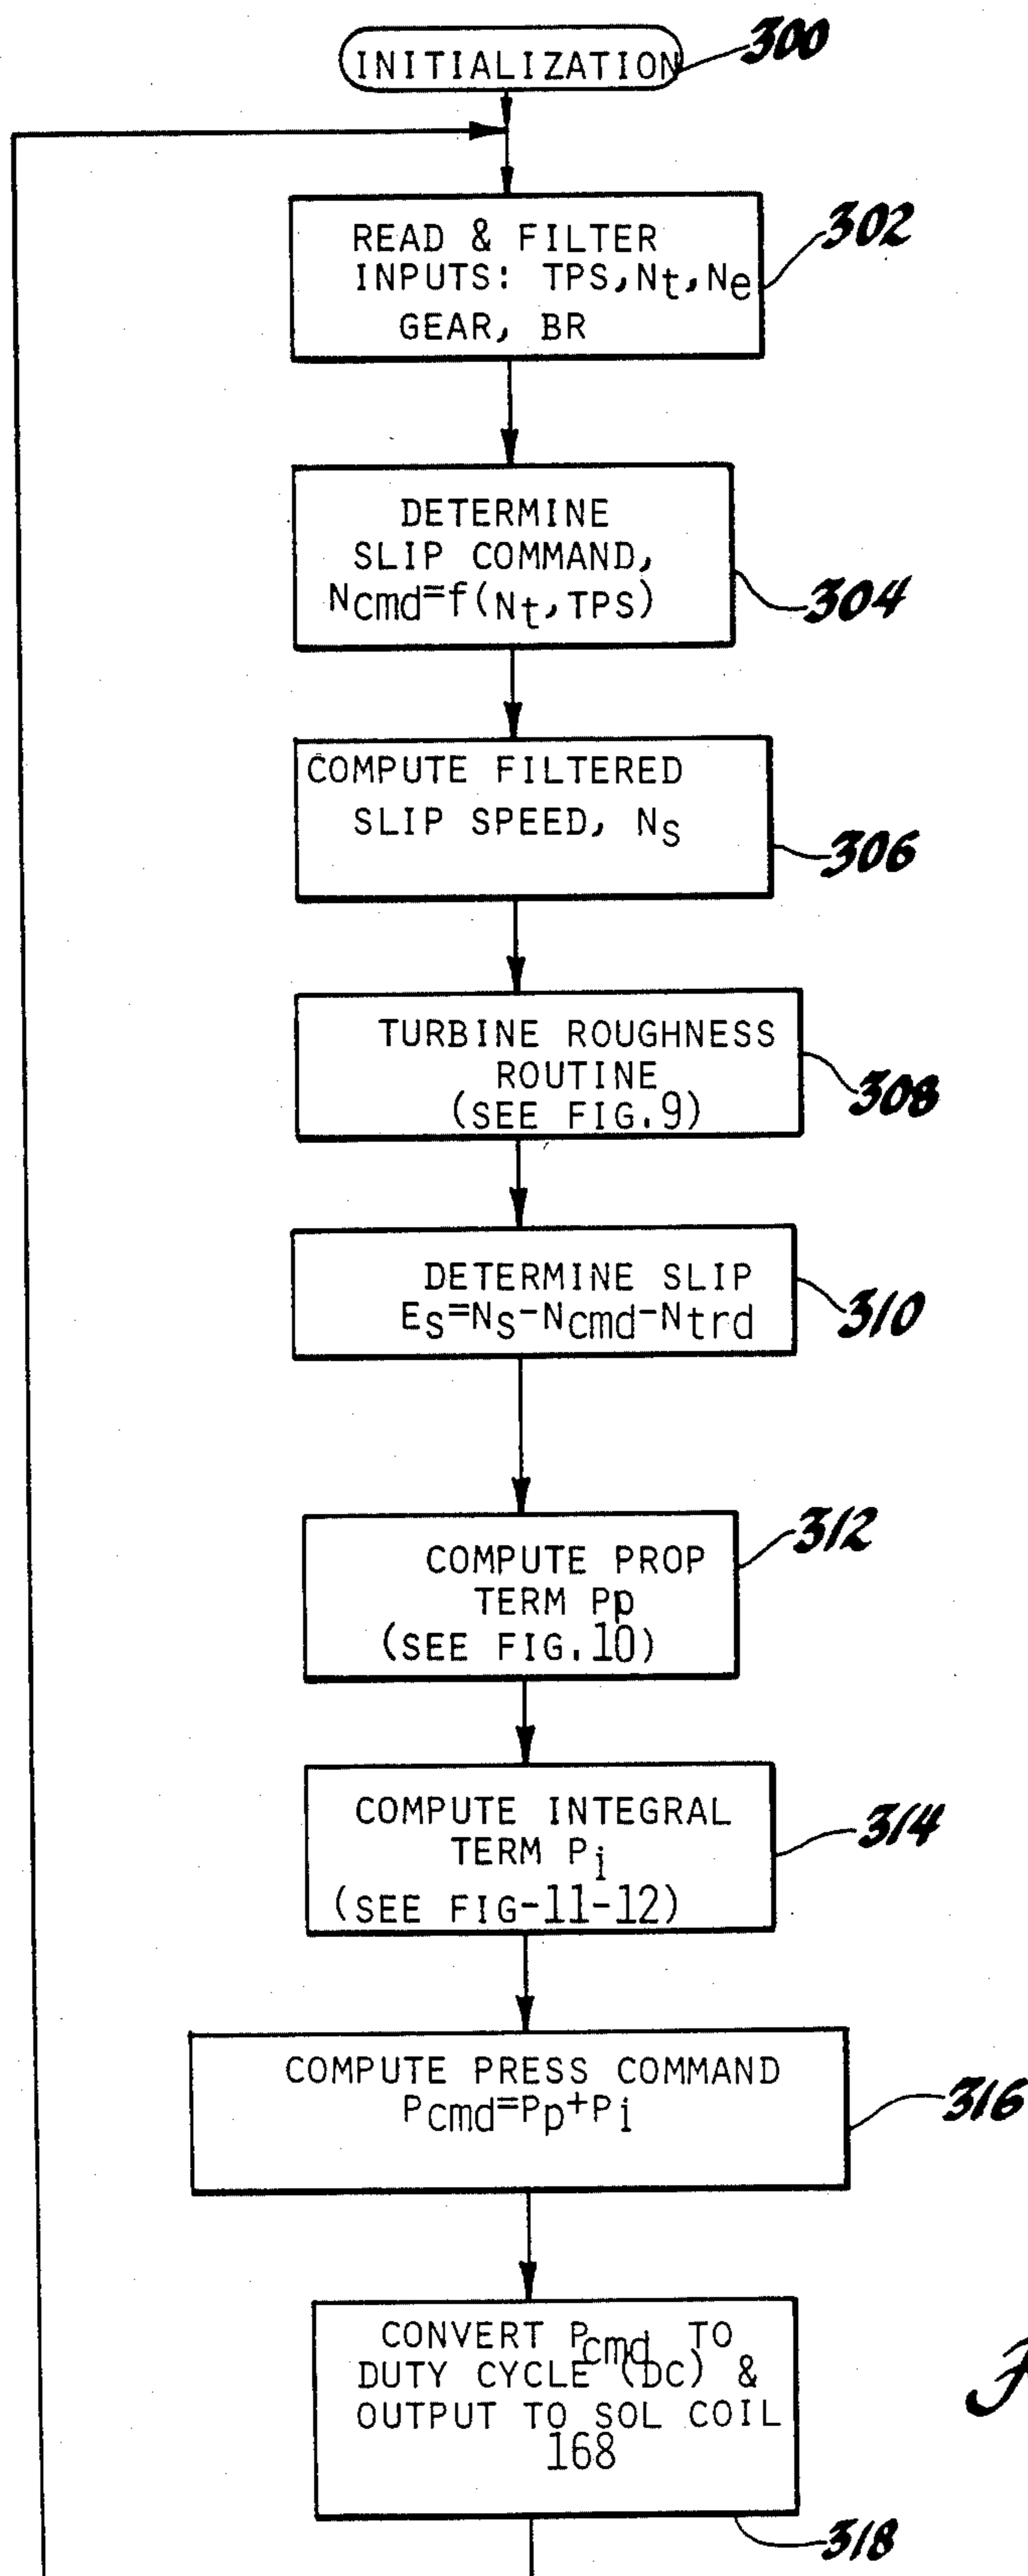 INITIALIZATION
300
READ & FILTER
INPUTS: TPS, Nt, Ne
GEAR, BR
302
DETERMINE
SLIP COMMAND,
Ncmd=f(Nt, TPS)
304
COMPUTE FILTERED
SLIP SPEED, NS
306
TURBINE ROUGHNESS
ROUTINE
(SEE FIG.9)
308
DETERMINE SLIP
Es=Ns-Ncmd-Ntrd
310
COMPUTE PROP
TERM Pp
(SEE FIG.10)
312
COMPUTE INTEGRAL
TERM Pi
(SEE FIG-11-12)
314
COMPUTE PRESS COMMAND
Pcmd=Pp+Pi
316
CONVERT Pcmd TO
DUTY CYCLE (DC) &
OUTPUT TO SOL COIL
168
318